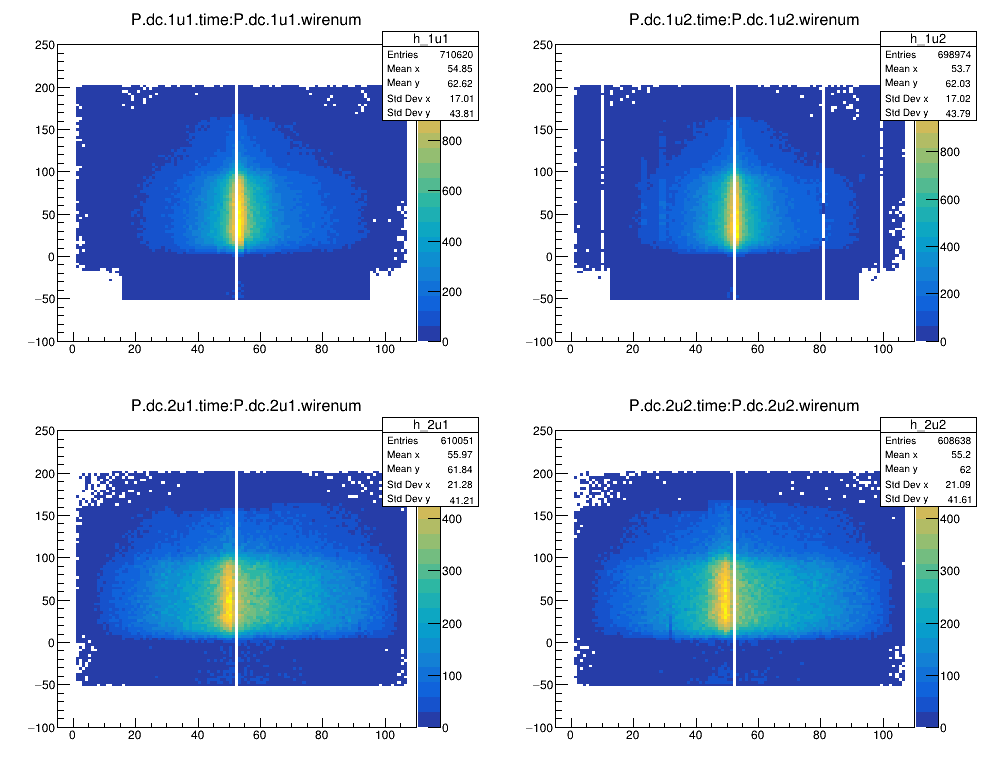 P.dc.1u1.time:P.dc.1u1.wirenum
h_1u1
Entries 710620
Mean x 54.85
Mean y 62.62
Std Dev x 17.01
Std Dev y 43.81
250
200
150
100
50
0
−50
−100
0 20 40 60 80 100
800
600
400
200
0
P.dc.1u2.time:P.dc.1u2.wirenum
h_1u2
Entries 698974
Mean x 53.7
Mean y 62.03
Std Dev x 17.02
Std Dev y 43.79
250
200
150
100
50
0
−50
−100
0 20 40 60 80 100
800
600
400
200
0
P.dc.2u1.time:P.dc.2u1.wirenum
h_2u1
Entries 610051
Mean x 55.97
Mean y 61.84
Std Dev x 21.28
Std Dev y 41.21
250
200
150
100
50
0
−50
−100
0 20 40 60 80 100
400
300
200
100
0
P.dc.2u2.time:P.dc.2u2.wirenum
h_2u2
Entries 608638
Mean x 55.2
Mean y 62
Std Dev x 21.09
Std Dev y 41.61
250
200
150
100
50
0
−50
−100
0 20 40 60 80 100
400
300
200
100
0